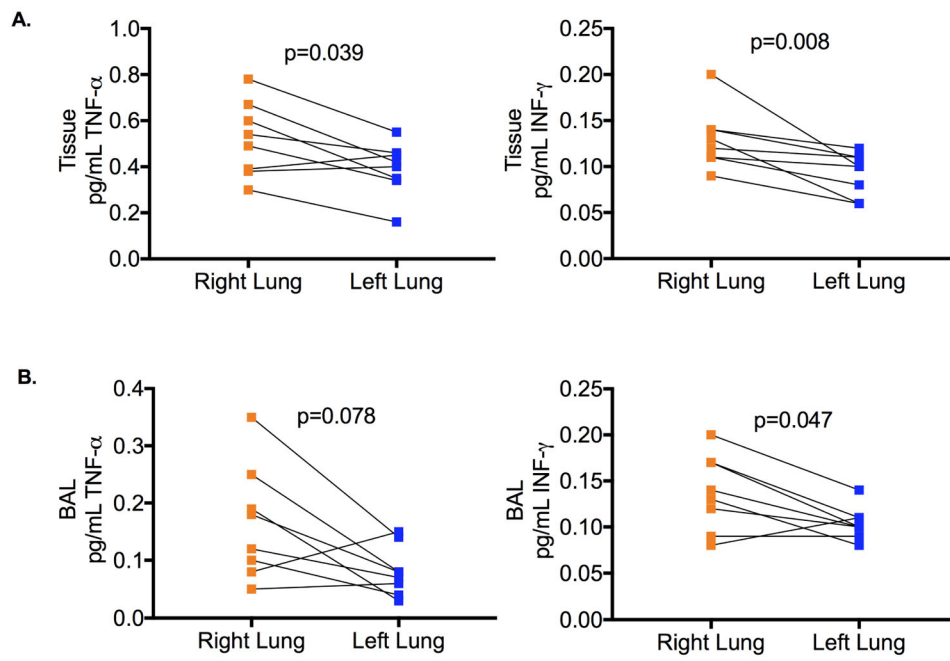 A.
p=0.039
Tissue
pg/mL TNF-α
1.0
0.8
0.6
0.4
0.2
0.0
Right Lung
Left Lung
p=0.008
Tissue
pg/mL INF-γ
0.25
0.20
0.15
0.10
0.05
0.00
Right Lung
Left Lung
B.
p=0.078
BAL
pg/mL TNF-α
0.4
0.3
0.2
0.1
0.0
Right Lung
Left Lung
p=0.047
BAL
pg/mL INF-γ
0.25
0.20
0.15
0.10
0.05
0.00
Right Lung
Left Lung